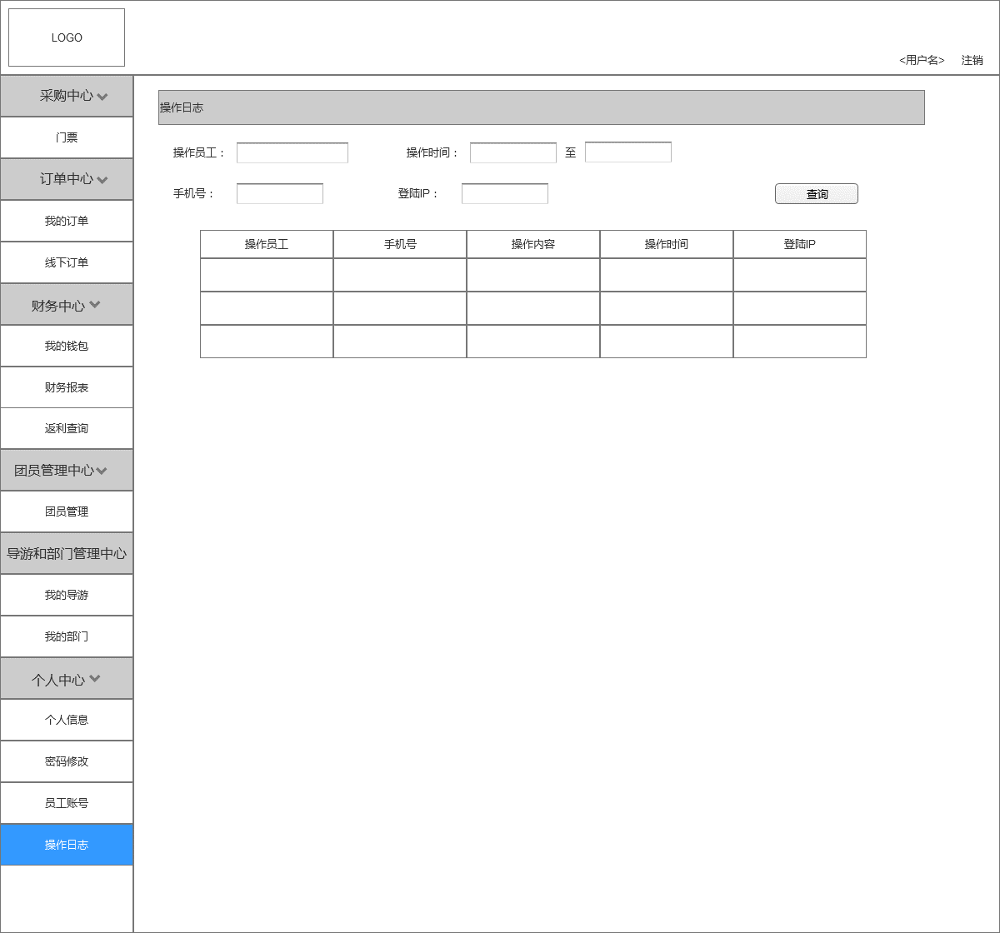 LOGO
<用户名> 注销
采购中心
门票
订单中心
我的订单
线下订单
财务中心
我的钱包
财务报表
返利查询
团员管理中心
团员管理
导游和部门管理中心
我的导游
我的部门
个人中心
个人信息
密码修改
员工账号
操作日志
操作日志
操作员工： 操作时间： 至
手机号： 登陆IP： 查询
操作员工 手机号 操作内容 操作时间 登陆IP